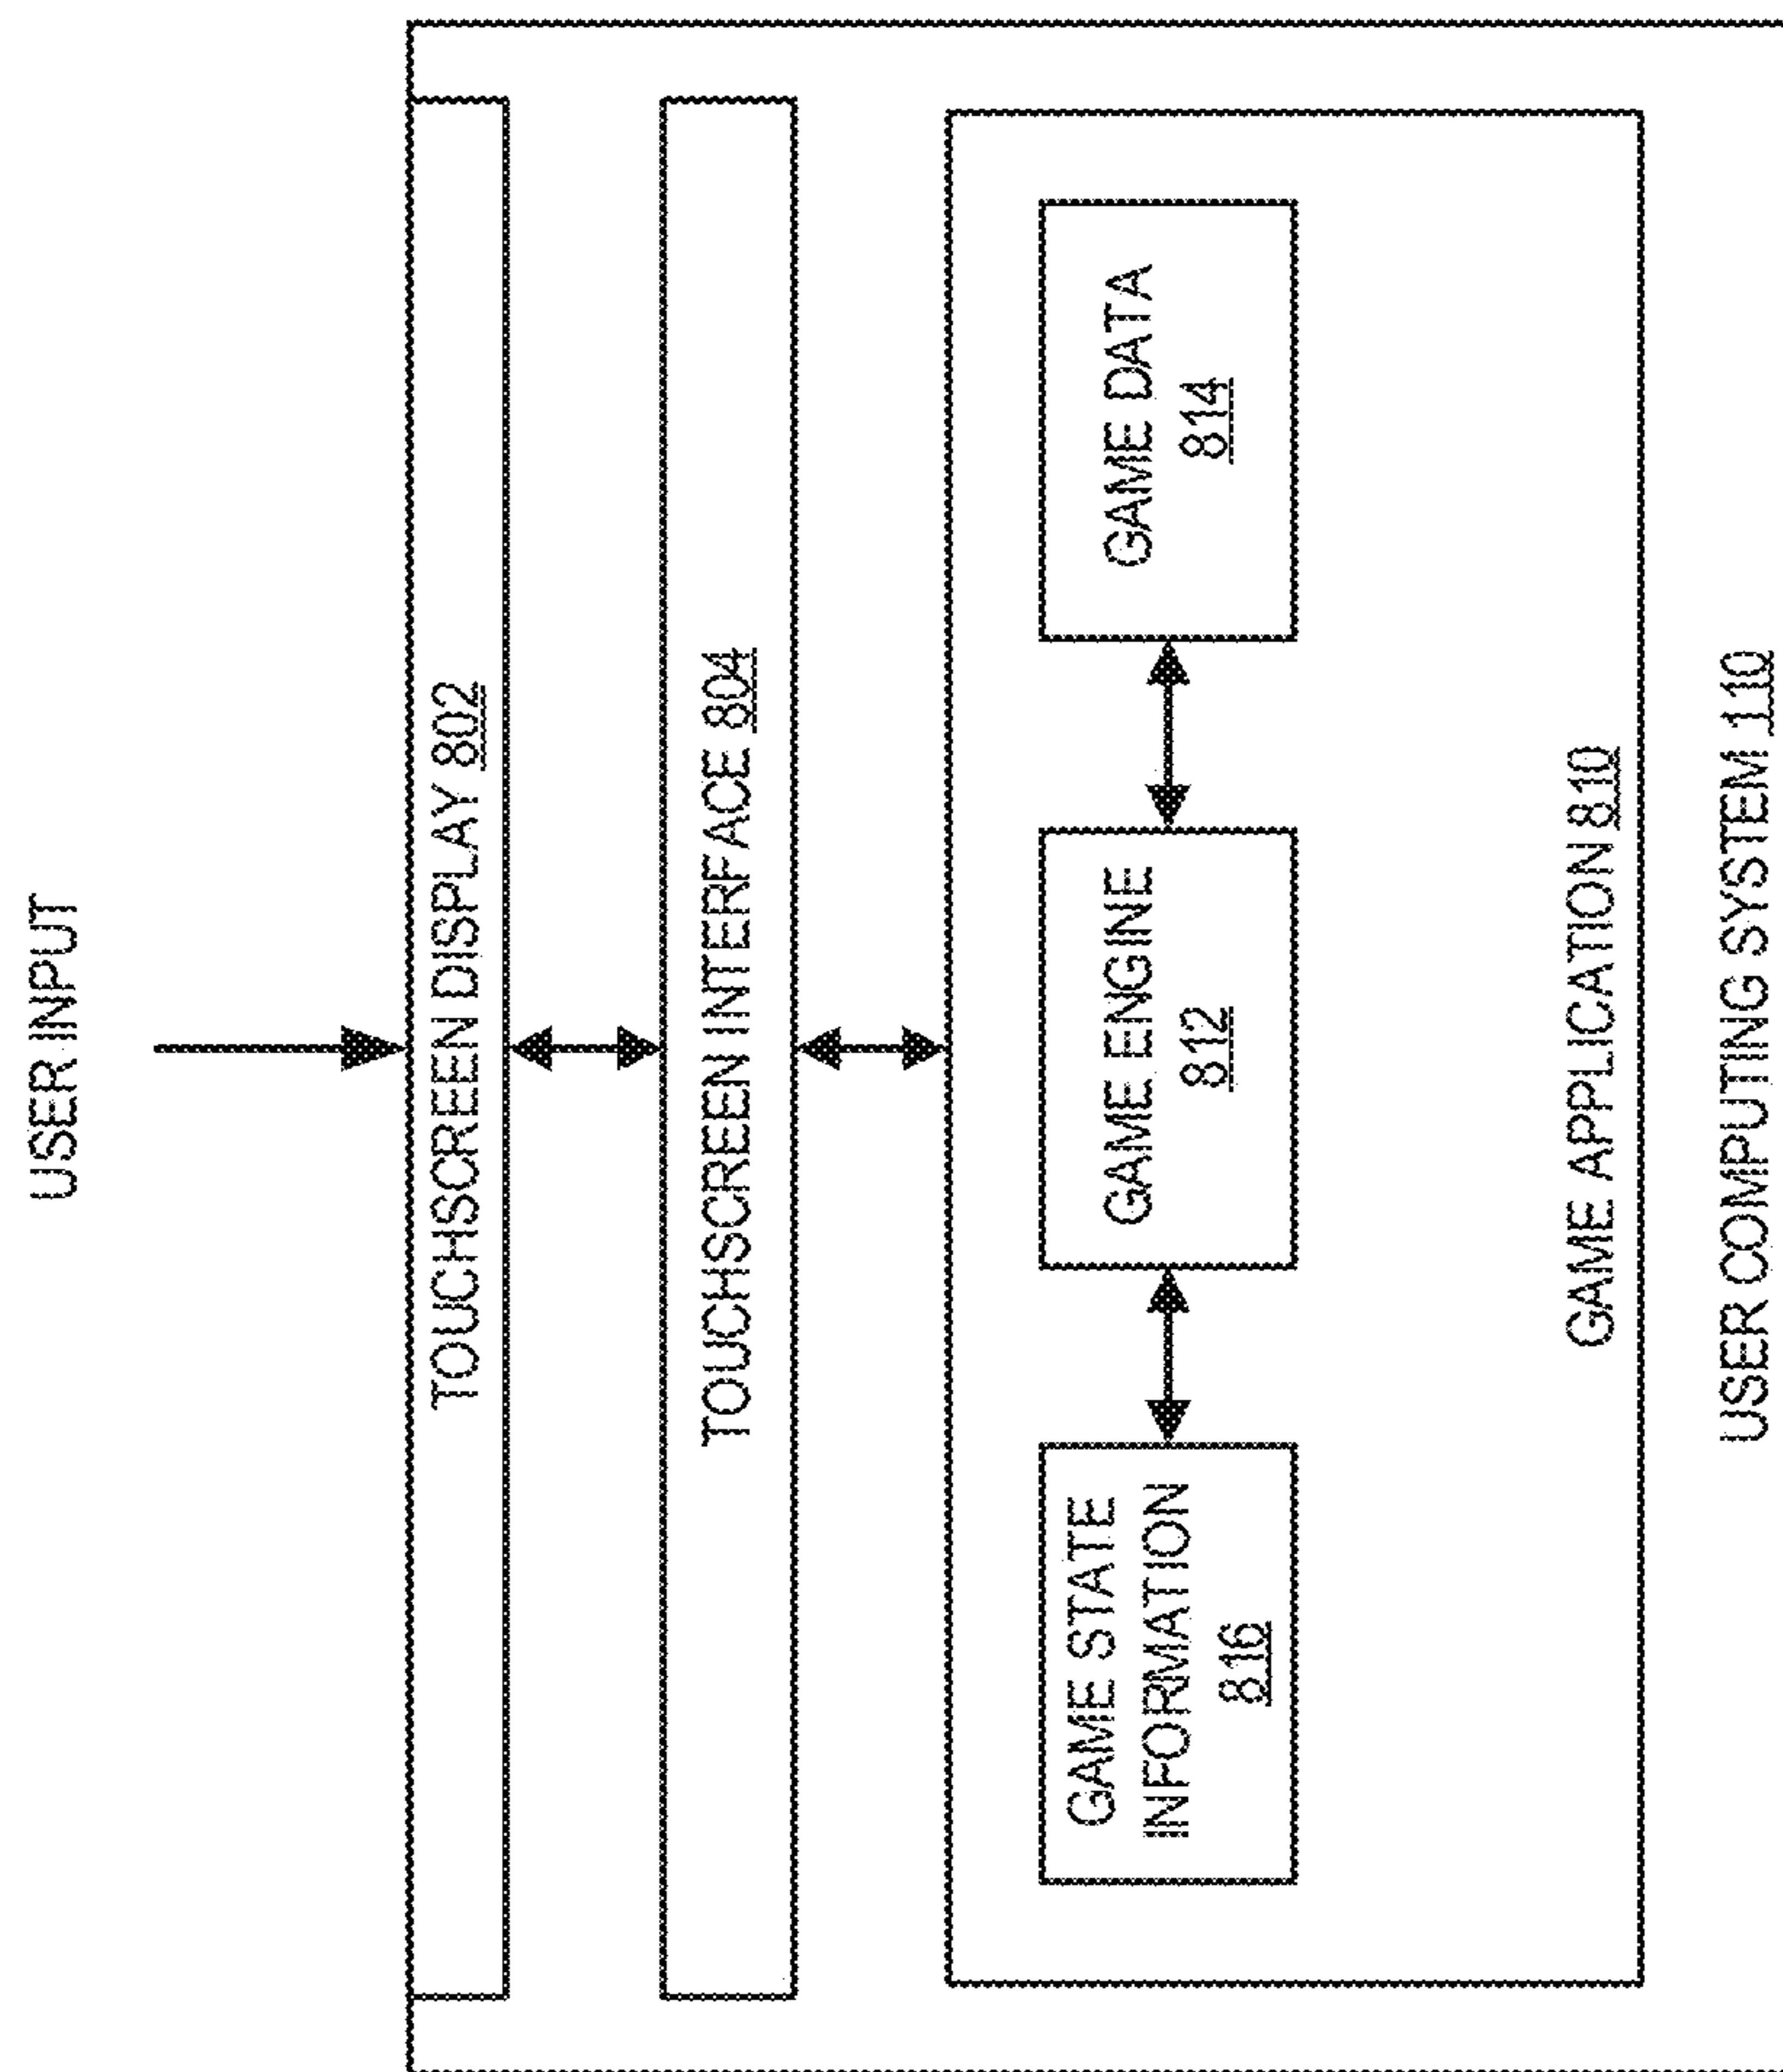 USER INPUT
TOUCHSCREEN DISPLAY 802
TOUCHSCREEN INTERFACE 804
GAME STATE
INFORMATION
816
GAME ENGINE
812
GAME DATA
814
GAME APPLICATION 810
USER COMPUTING SYSTEM 110